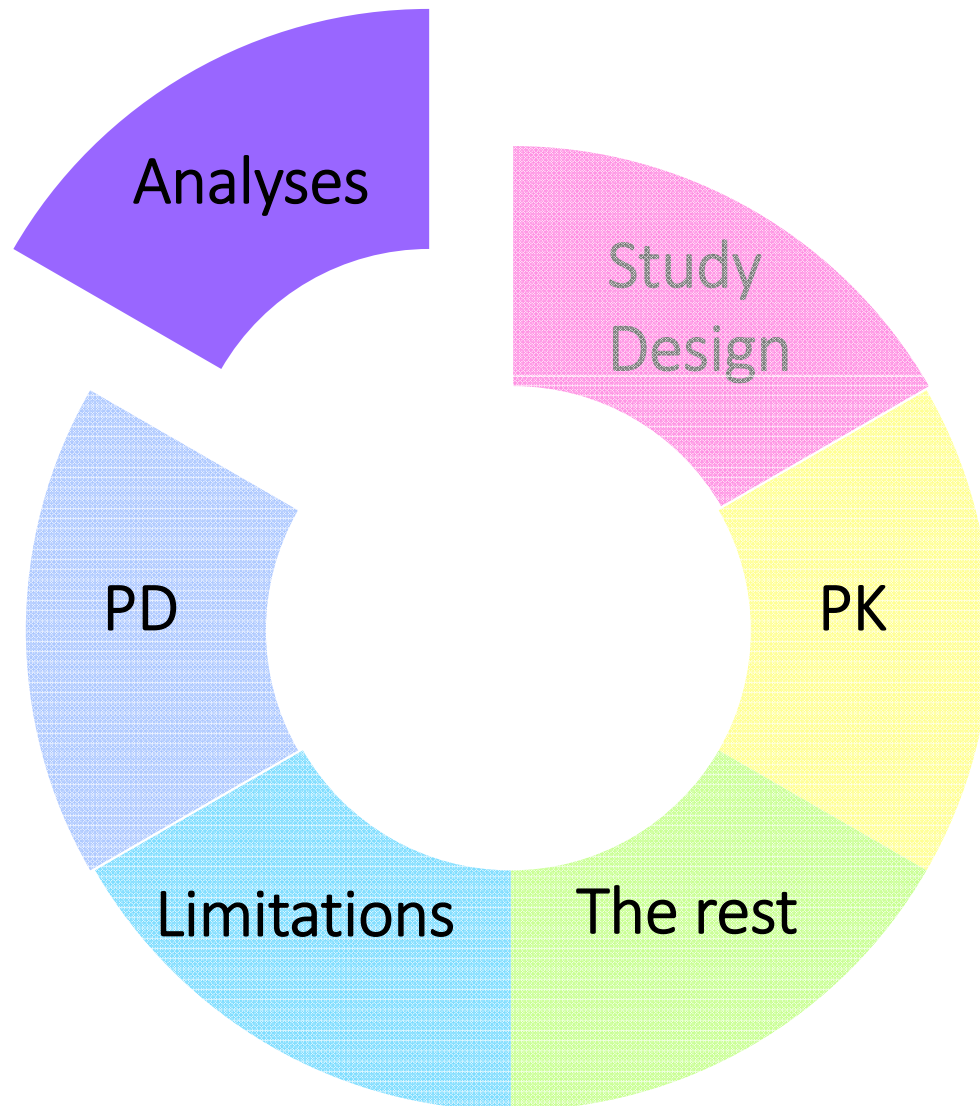 Analyses
Study
Design
PD
PK
Limitations
The rest